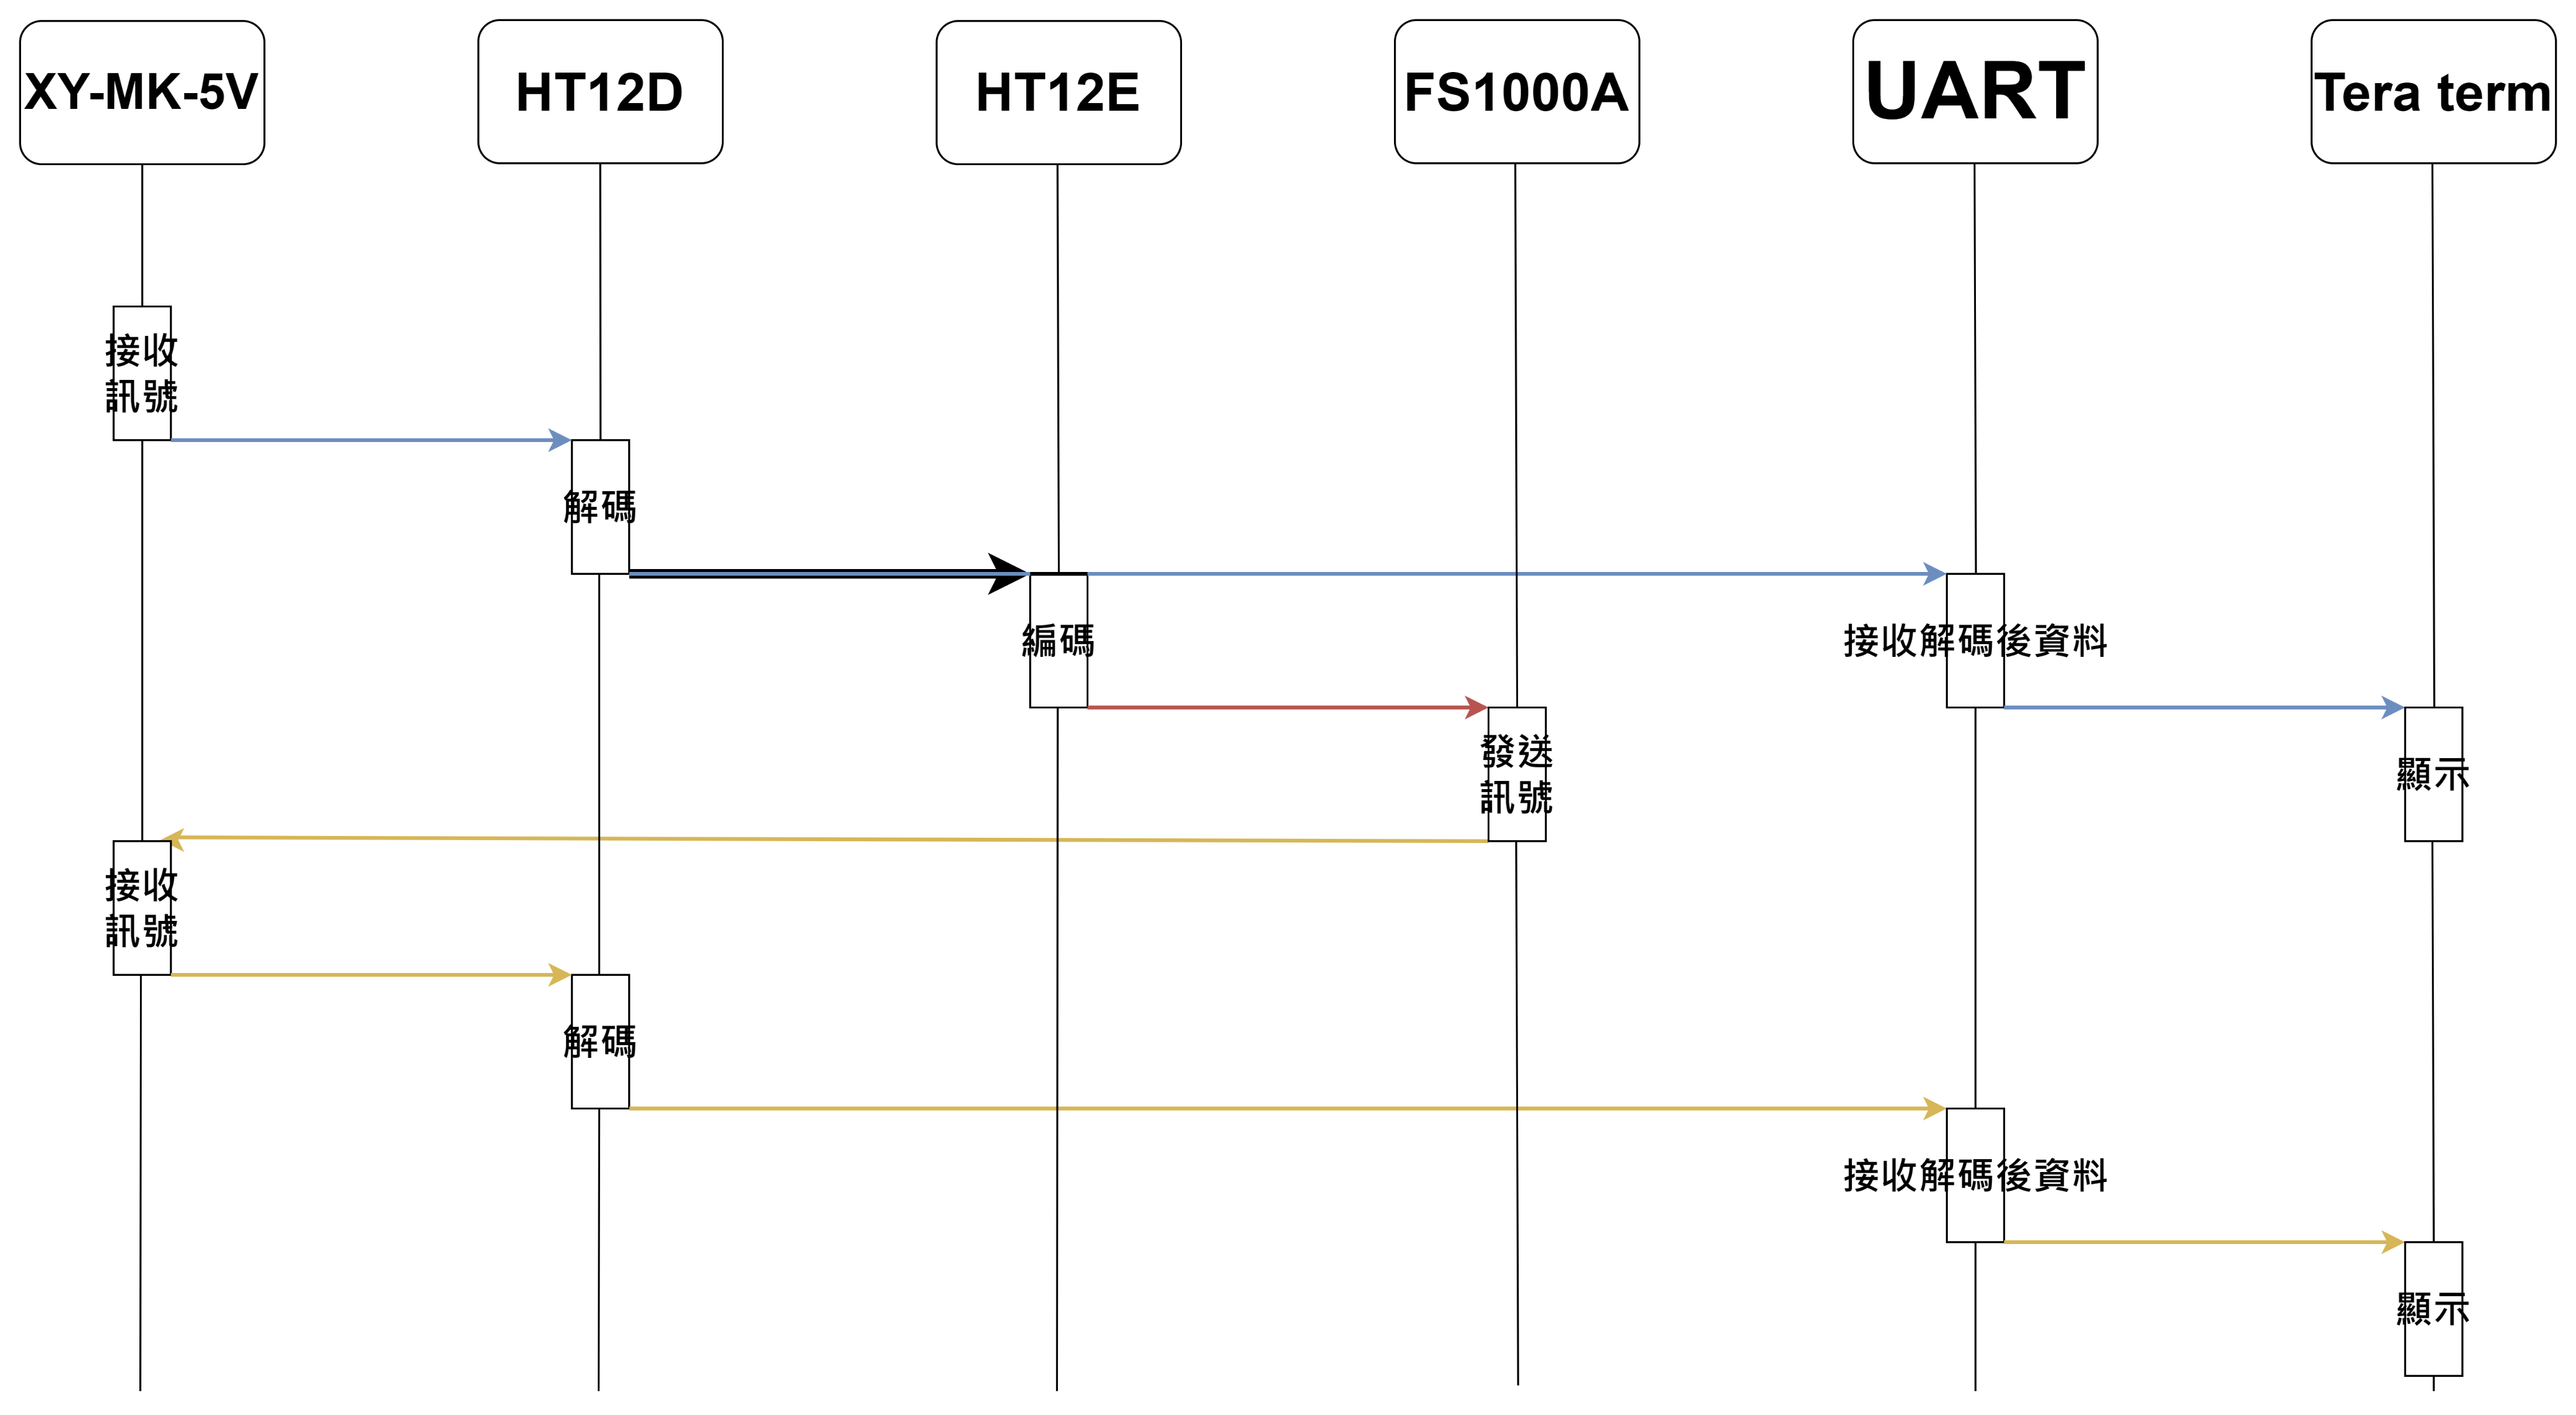 XY-MK-5V
HT12D
HT12E
FS1000A
UART
Tera term
接收
訊號
解碼
編碼
接收解碼後資料
發送
訊號
顯示
接收
訊號
解碼
接收解碼後資料
顯示